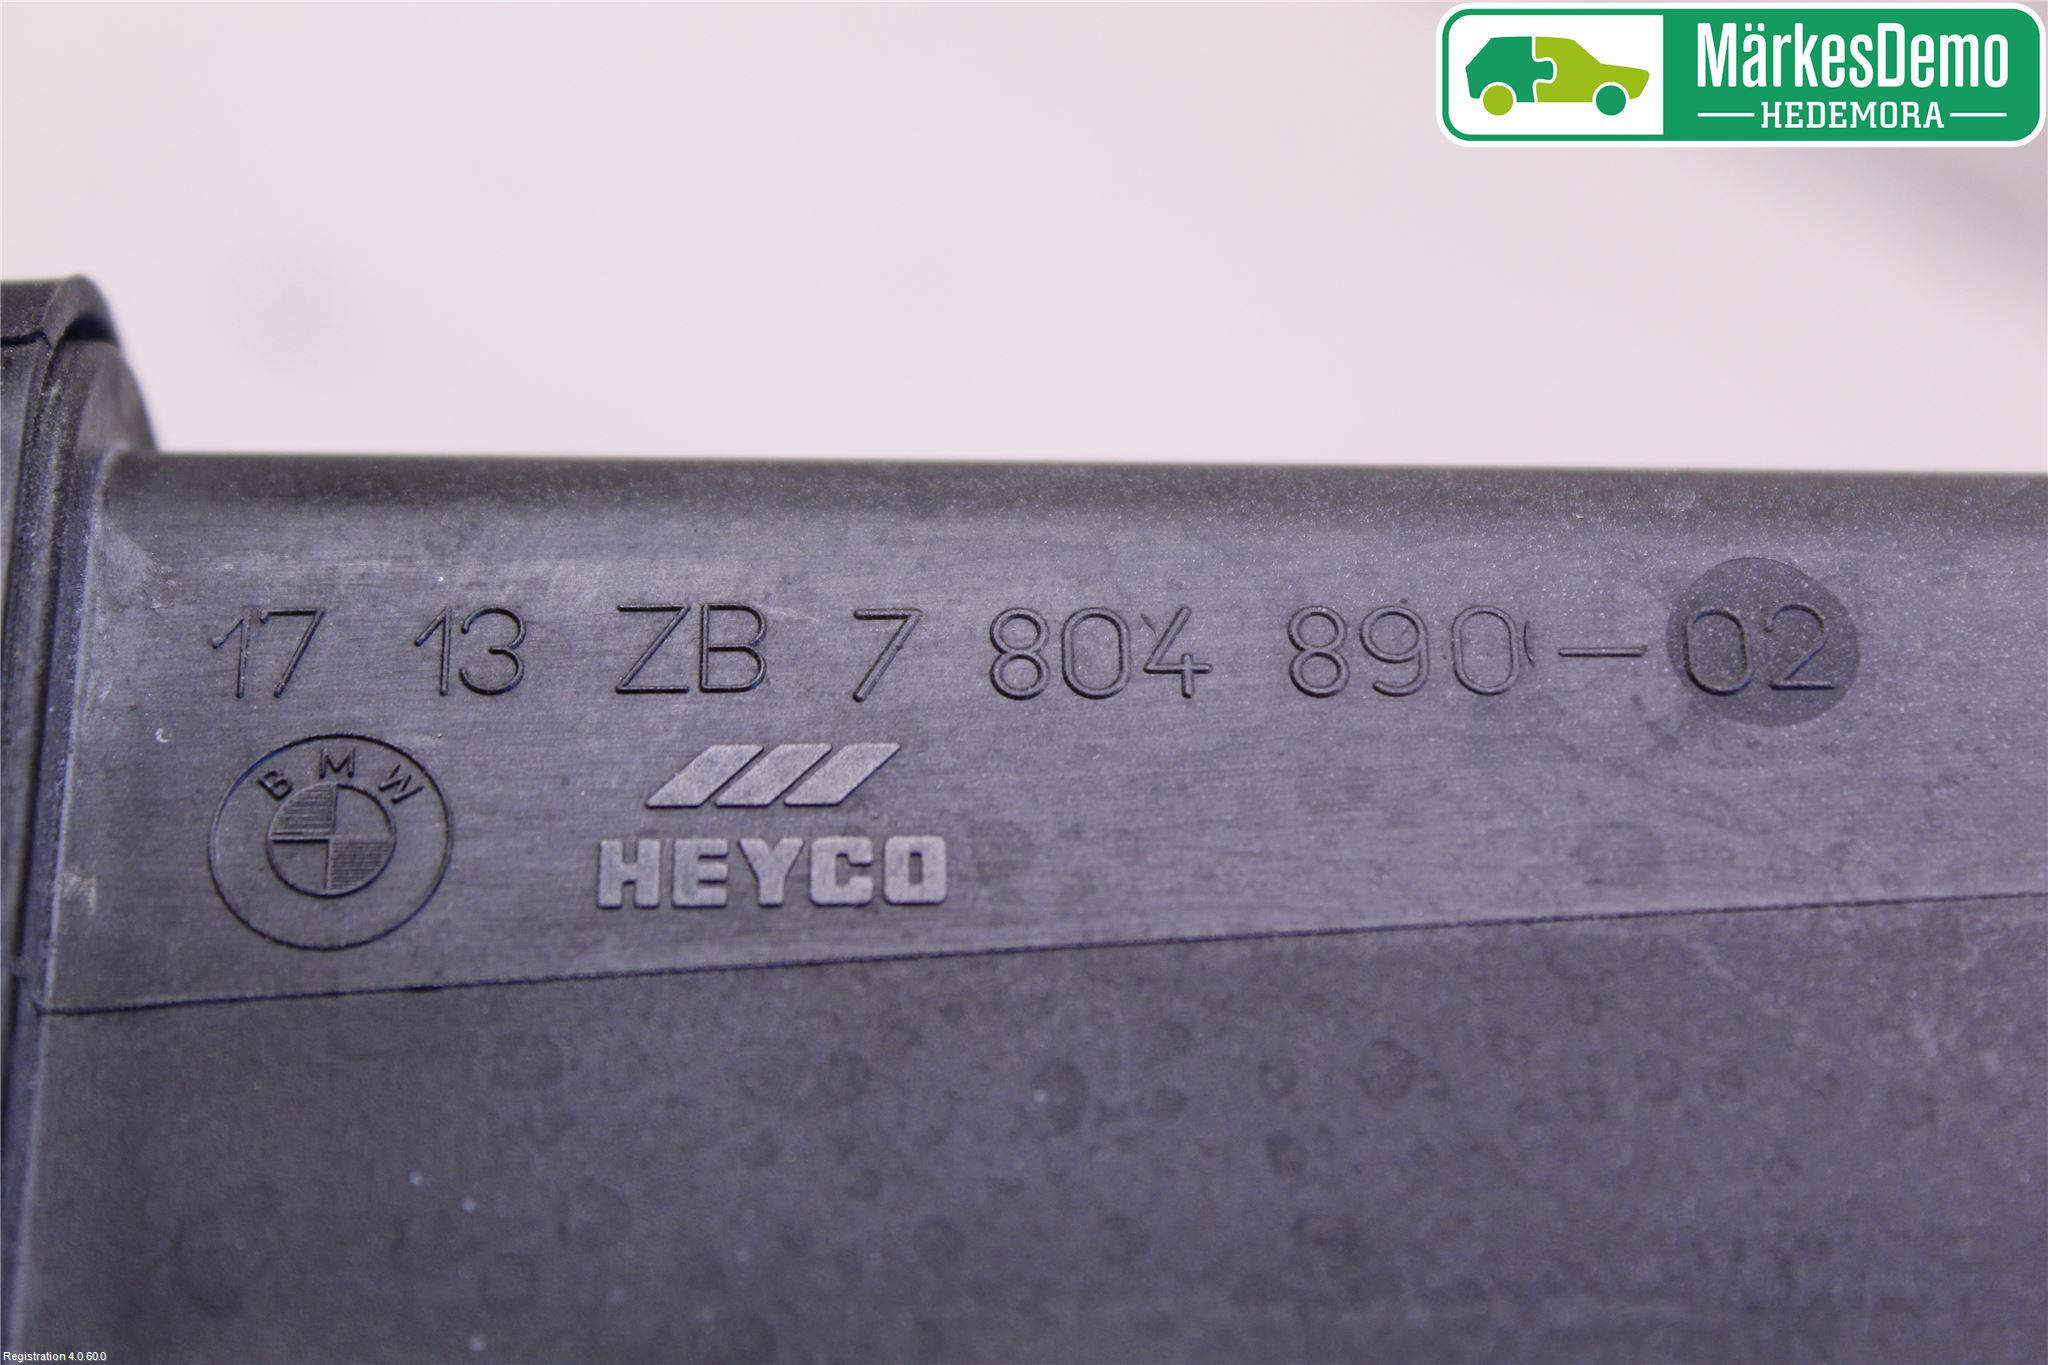 MärkesDemo
HEDEMORA
17 13 ZB 7 804 890-02
BMW
HEYCO
Registration 4.0.60.0